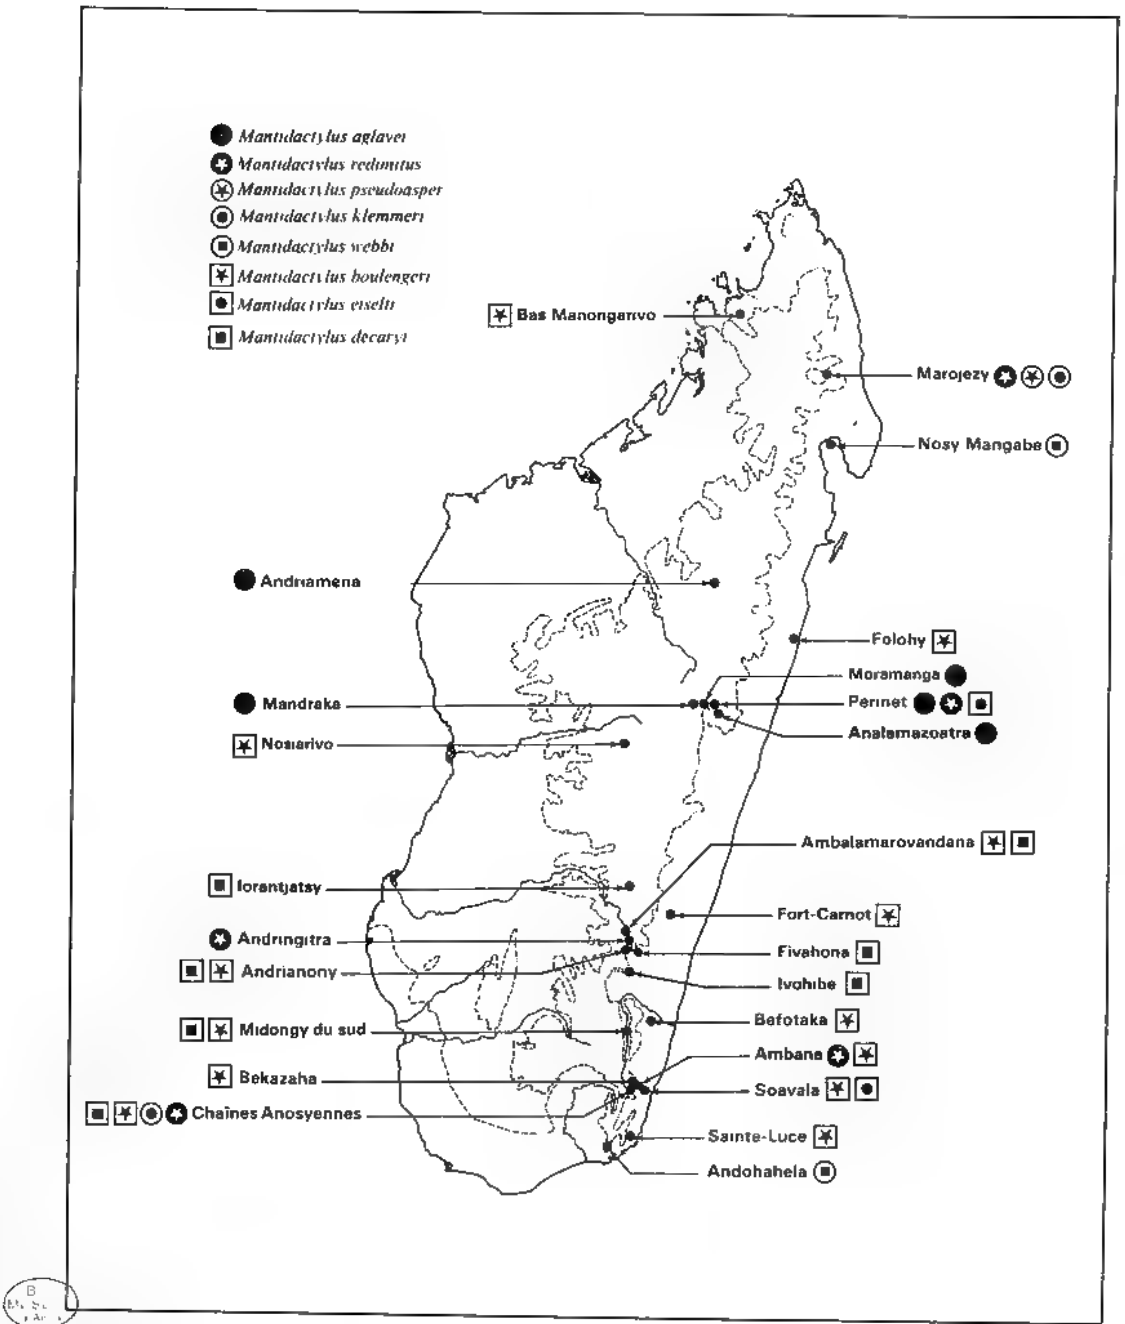 Mantidactylus aglavei
Mantidactylus redimitus
Mantidactylus pseudoasper
Mantidactylus klemmeri
Mantidactylus webbi
Mantidactylus boulengeri
Mantidactylus eiselti
Mantidactylus decaryi
Bas Manongarivo
Marojezy
Nosy Mangabe
Andriamena
Folohy
Moramanga
Mandraka
Perinet
Analamazoatra
Nosiarivo
Ambalamarovandana
Iorantjatsy
Fort-Carnot
Andringitra
Fivahona
Andrianony
Ivohibe
Befotaka
Midongy du sud
Ambana
Bekazaha
Soavala
Chaînes Anosyennes
Sainte-Luce
Andohahela